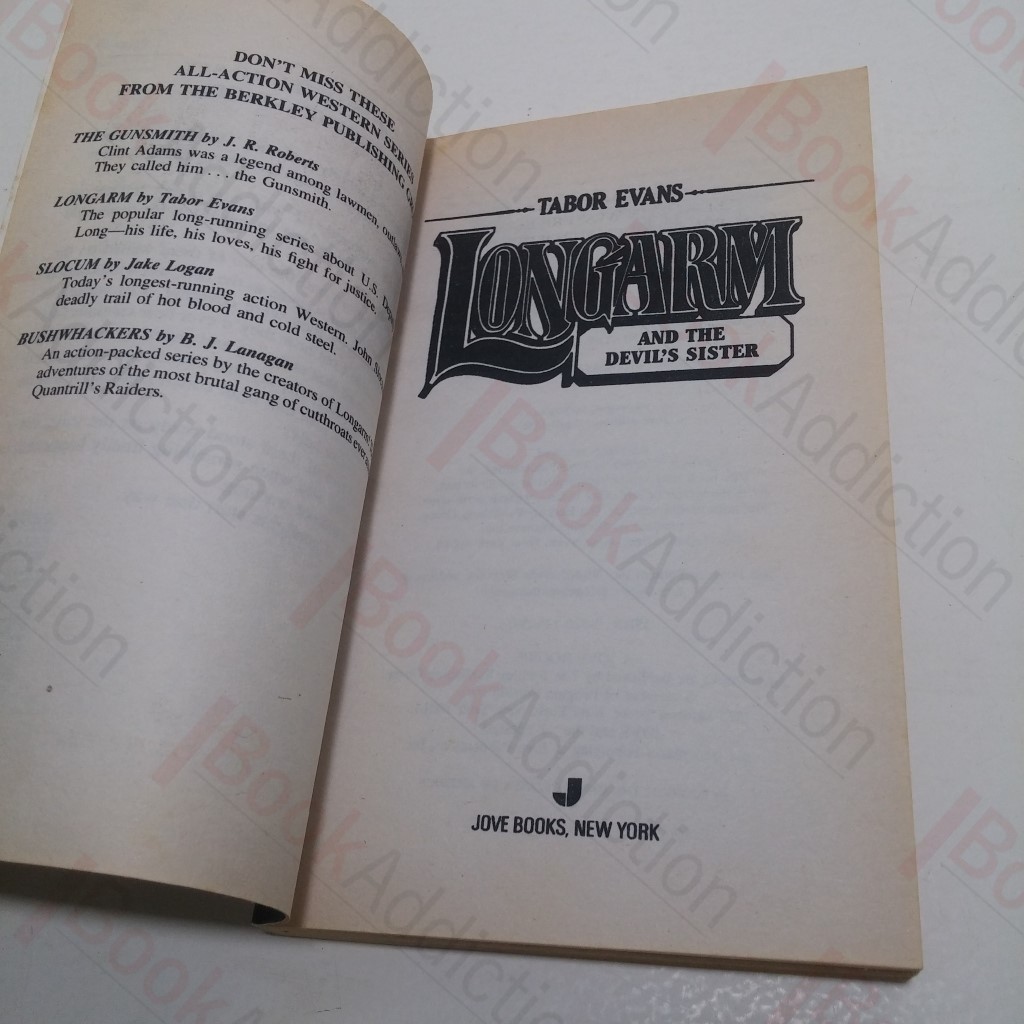 DON'T MISS THESE
ALL-ACTION WESTERN SERIES
FROM THE BERKLEY PUBLISHING
THE GUNSMITH by J. R. Roberts
Clint Adams was a legend among lawmen,
They called him . . . the Gunsmith.
LONGARM by Tabor Evans
The popular long-running series about U.S.
Long—his life, his loves, his fight for justice.
SLOCUM by Jake Logan
Today's longest-running action Western. John
deadly trail of hot blood and cold steel.
BUSHWHACKERS by B. J. Lanagan
An action-packed series by the creators of Longarm!
adventures of the most brutal gang of cutthroats ever
Quantrill's Raiders.
TABOR EVANS
LONGARM
AND THE
DEVIL'S SISTER
J
JOVE BOOKS, NEW YORK
BookAddiction